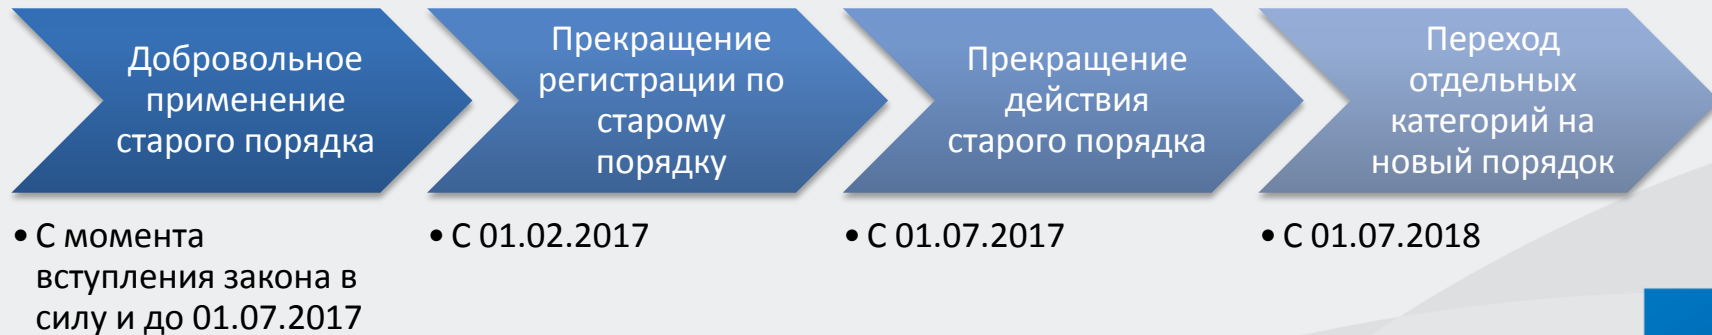 Добровольное
применение
старого порядка
• С момента
вступления закона в
силу и до 01.07.2017
Прекращение
регистрации по
старому
порядку
• С 01.02.2017
Прекращение
действия
старого порядка
• С 01.07.2017
Переход
отдельных
категорий на
новый порядок
• С 01.07.2018